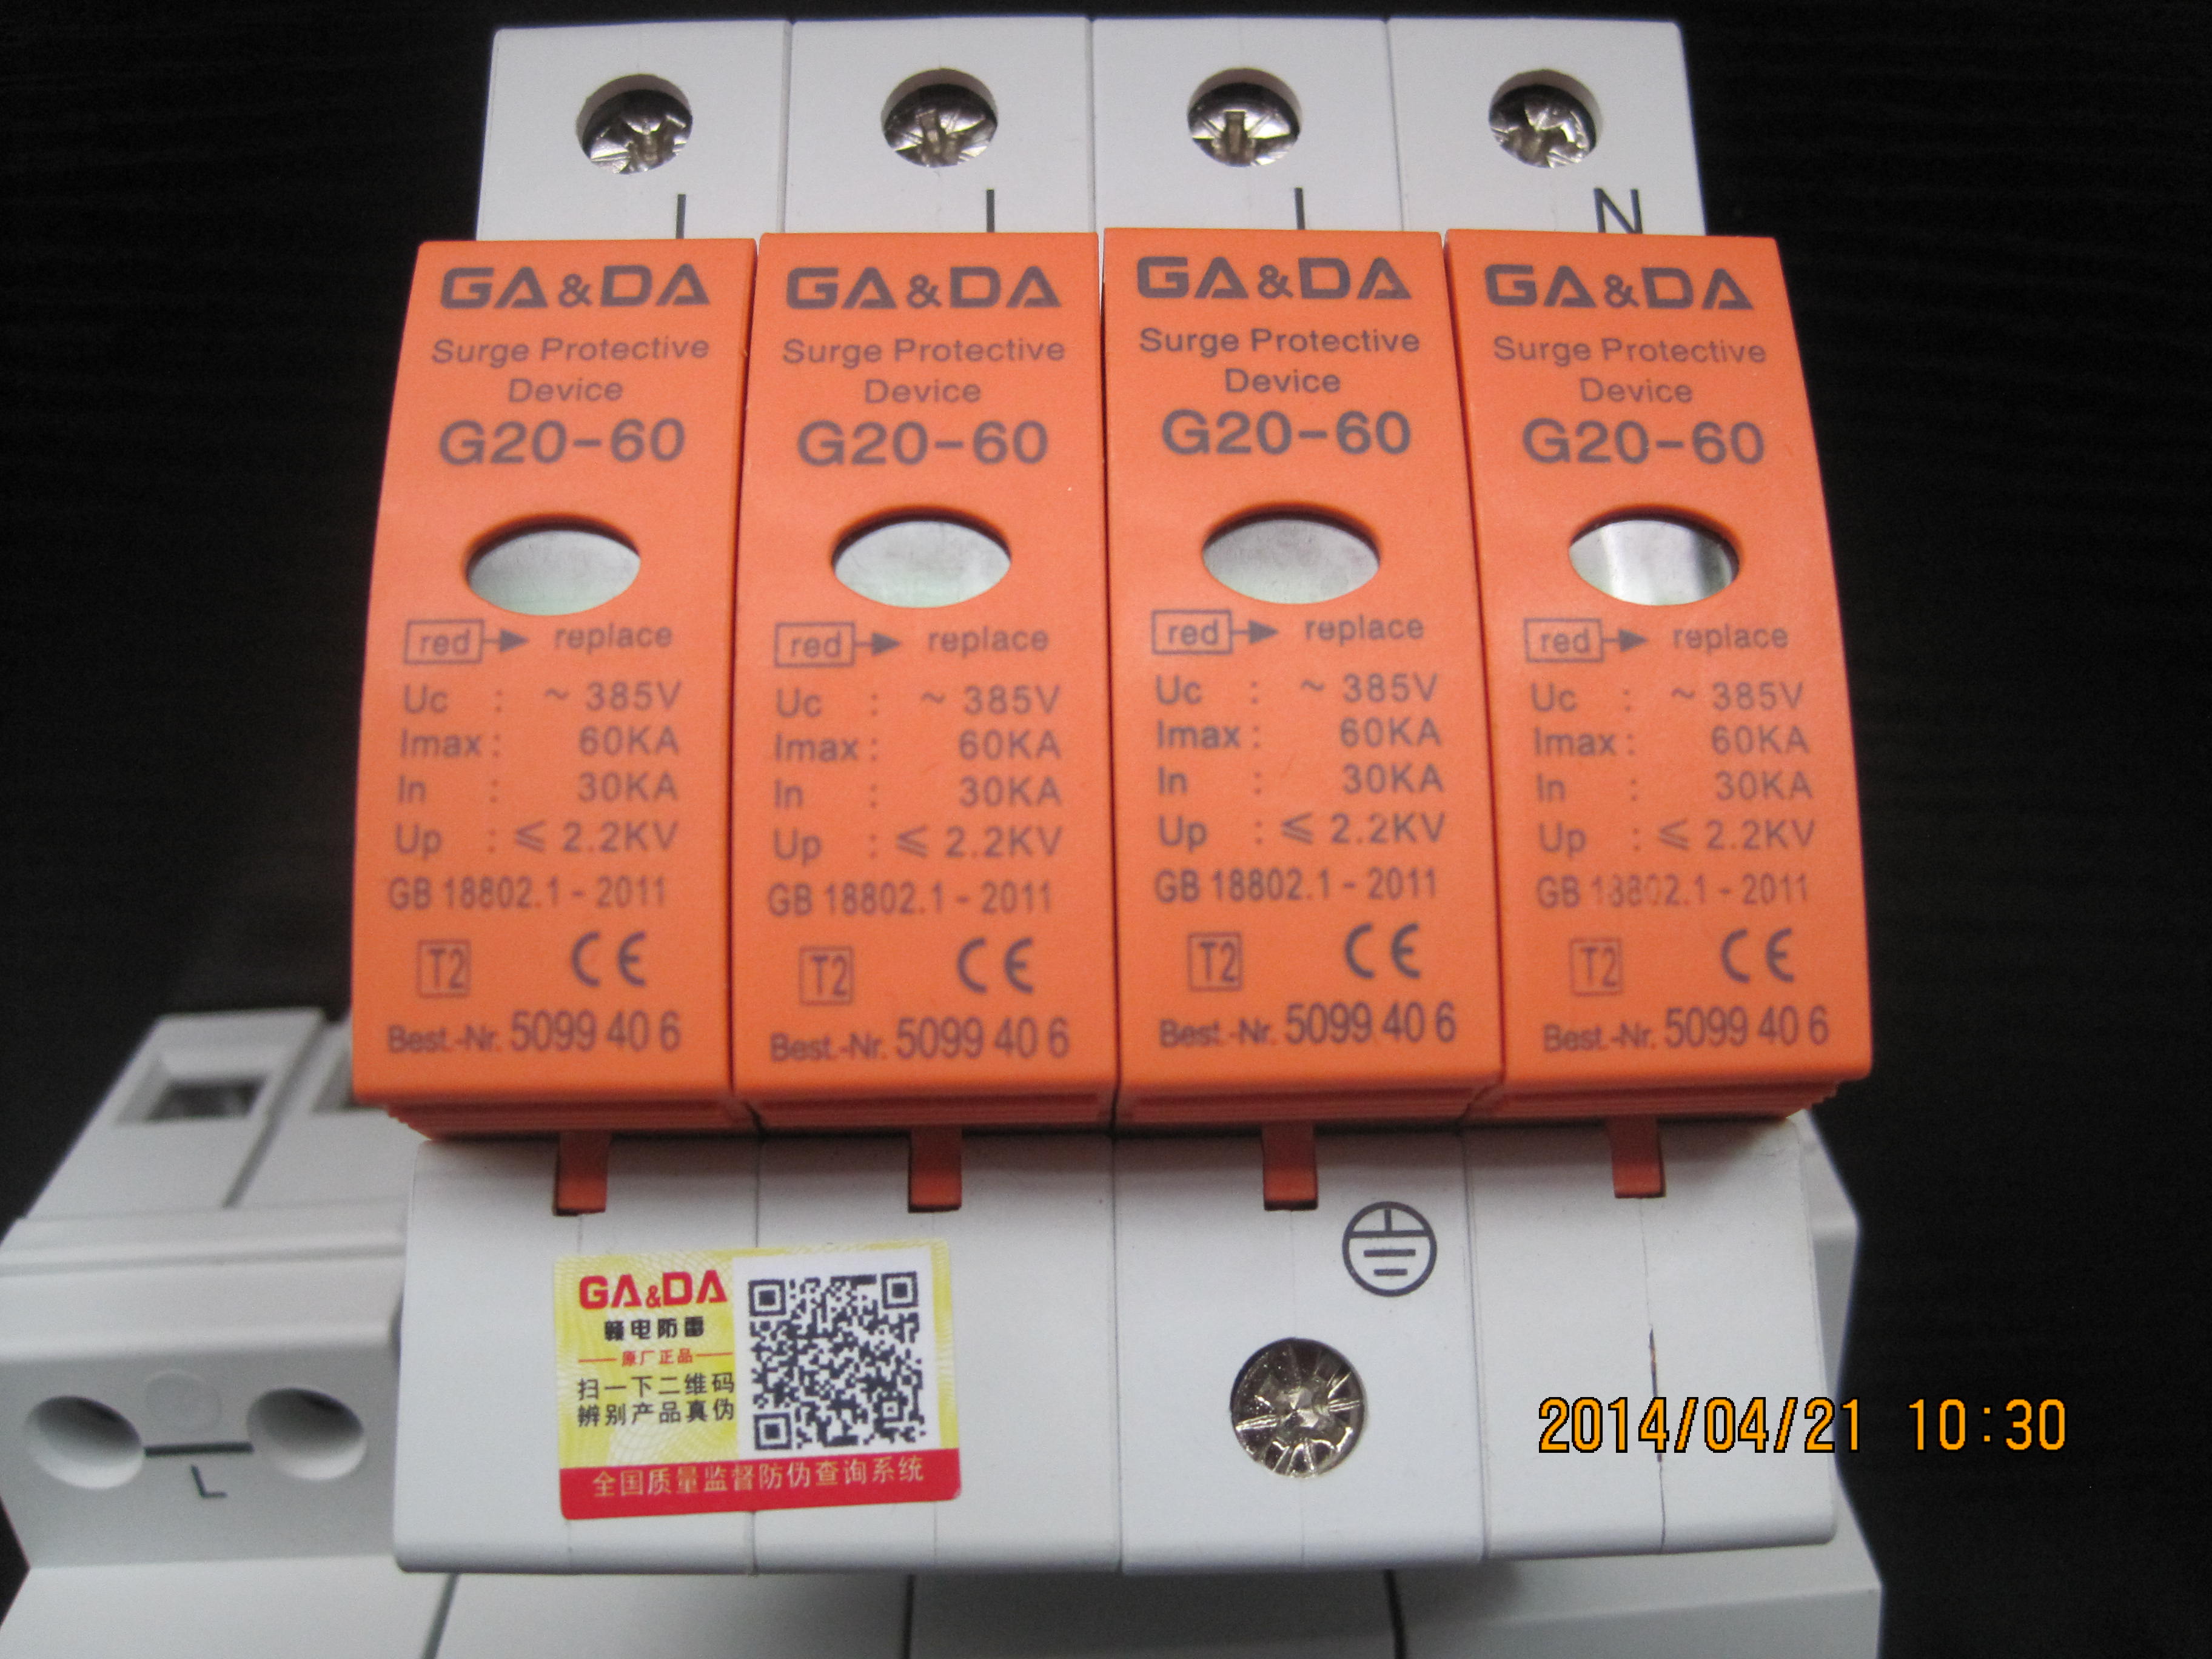 L
L
L
N
GA&DA
Surge Protective
Device
G20-60
red replace
Uc : ~ 385V
Imax : 60KA
In : 30KA
Up : ≤ 2.2KV
GB 18802.1 - 2011
T2 CE
Best.-Nr. 5099 40 6
GA&DA
Surge Protective
Device
G20-60
red replace
Uc : ~ 385V
Imax : 60KA
In : 30KA
Up : ≤ 2.2KV
GB 18802.1 - 2011
T2 CE
Best.-Nr. 5099 40 6
GA&DA
Surge Protective
Device
G20-60
red replace
Uc : ~ 385V
Imax : 60KA
In : 30KA
Up : ≤ 2.2KV
GB 18802.1 - 2011
T2 CE
Best.-Nr. 5099 40 6
GA&DA
Surge Protective
Device
G20-60
red replace
Uc : ~ 385V
Imax : 60KA
In : 30KA
Up : ≤ 2.2KV
GB 18802.1 - 2011
T2 CE
Best.-Nr. 5099 40 6
GA&DA
赣电防雷
原厂正品
扫一下二维码
辨别产品真伪
全国质量监督防伪查询系统
L
2014/04/21 10:30